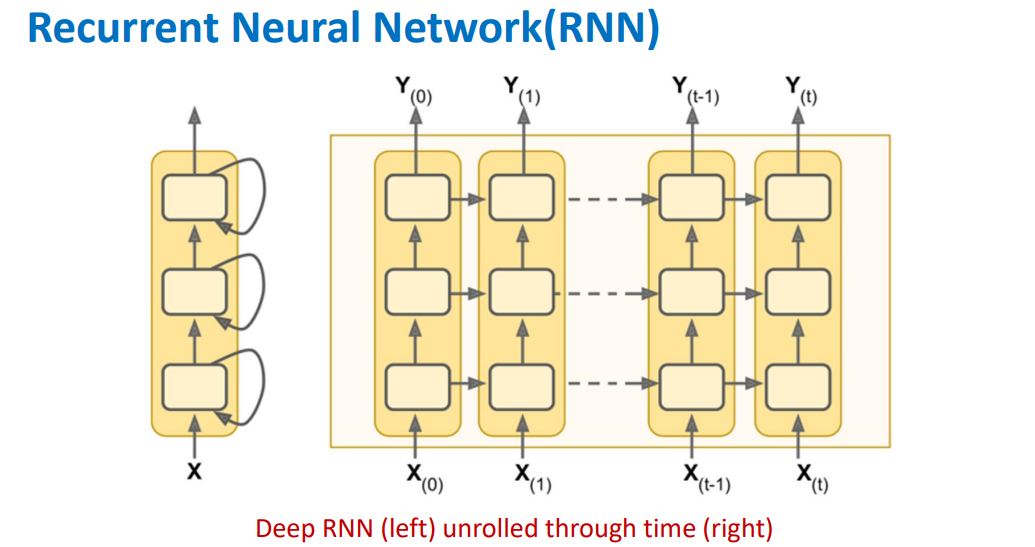 Recurrent Neural Network(RNN)
Y(0) Y(1) Y(t-1) Y(t)
X X(0) X(1) X(t-1) X(t)
Deep RNN (left) unrolled through time (right)